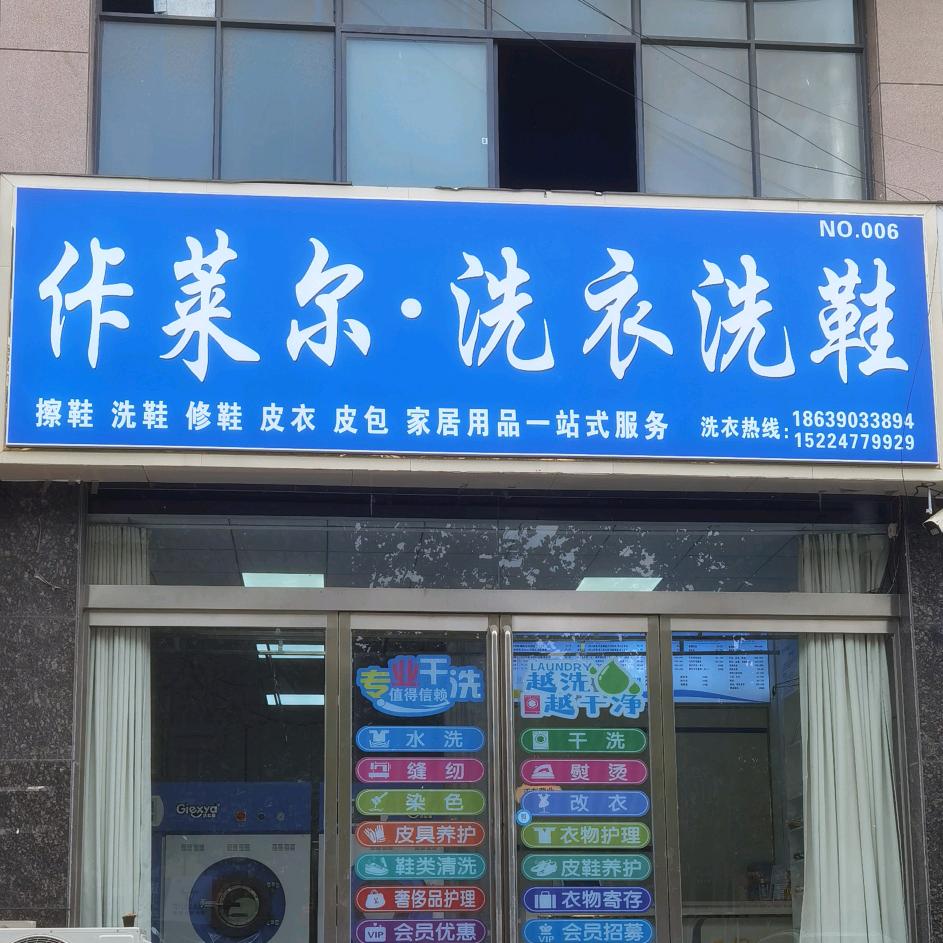 NO.006
佧莱尔·洗衣洗鞋
擦鞋 洗鞋 修鞋 皮衣 皮包 家居用品一站式服务
洗衣热线:
18639033894
15224779929
专业干洗
值得信赖
水洗
缝纫
染色
皮具养护
鞋类清洗
奢侈品护理
VIP 会员优惠
LAUNDRY
越洗
越干净
干洗
熨烫
改衣
衣物护理
皮鞋养护
衣物寄存
VIP 会员招募
Giexya